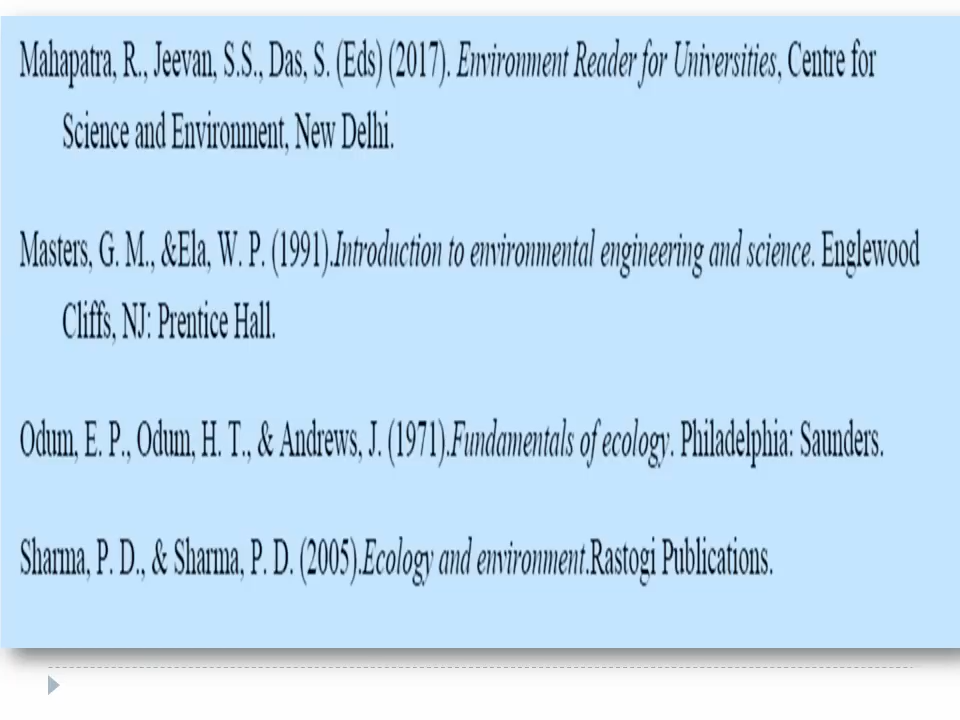 Mahapatra, R., Jeevan, S.S., Das, S. (Eds) (2017). Environment Reader for Universities, Centre for
Science and Environment, New Delhi.
Masters, G. M., &Ela, W. P. (1991).Introduction to environmental engineering and science. Englewood
Cliffs, NJ: Prentice Hall.
Odum, E. P., Odum, H. T., & Andrews, J. (1971).Fundamentals of ecology. Philadelphia: Saunders.
Sharma, P. D., & Sharma, P. D. (2005).Ecology and environment.Rastogi Publications.